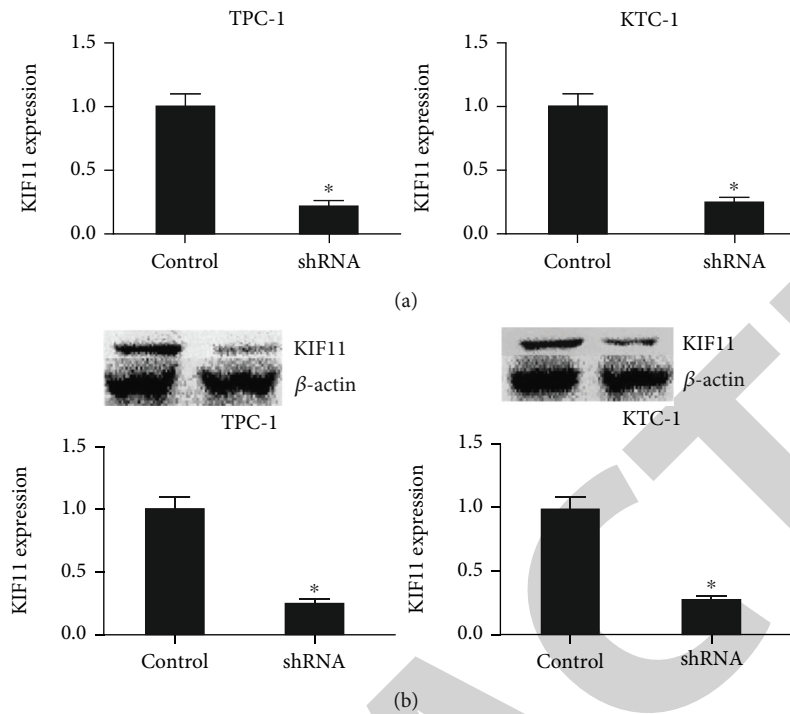 TPC-1
KIF11 expression
1.5
1.0
0.5
0.0
*
Control shRNA
KTC-1
KIF11 expression
1.5
1.0
0.5
0.0
*
Control shRNA
(a)
KIF11
β-actin
TPC-1
KIF11 expression
1.5
1.0
0.5
0.0
*
Control shRNA
KIF11
β-actin
KTC-1
KIF11 expression
1.5
1.0
0.5
0.0
*
Control shRNA
(b)